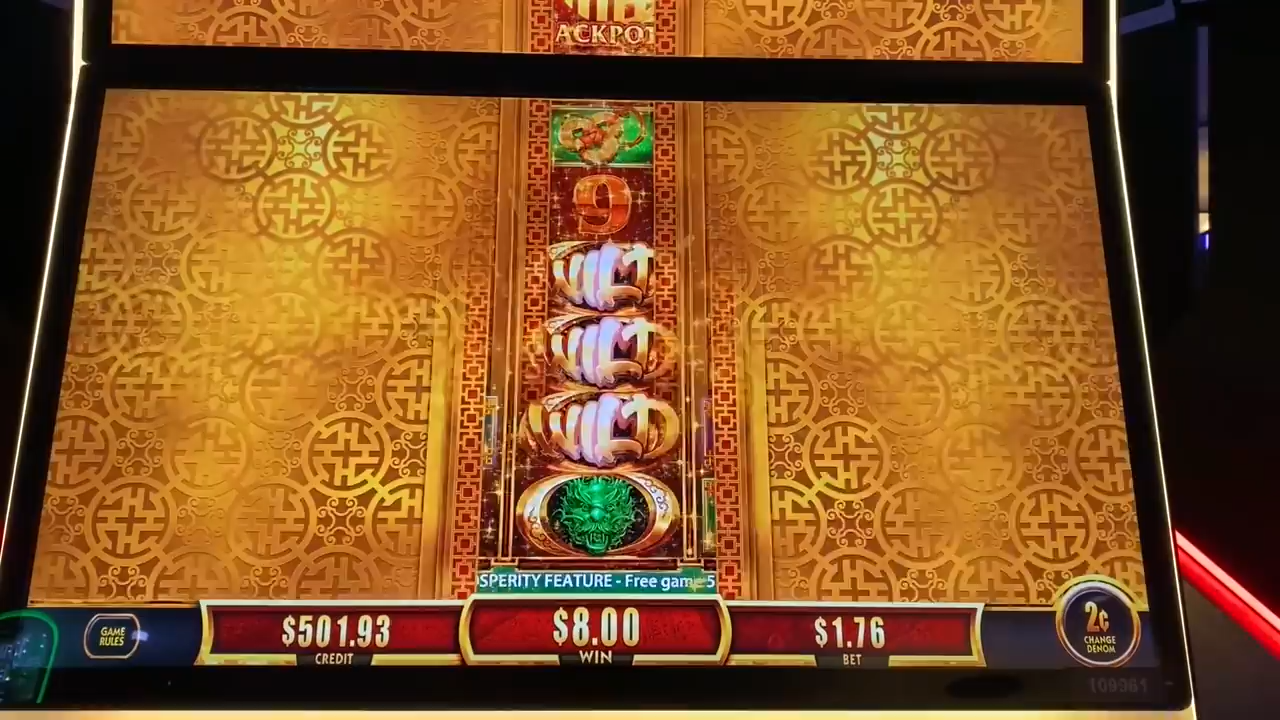 ACKPOT
9
WILD
WILD
WILD
SPERITY FEATURE - Free game 5
GAME RULES
$501.93
CREDIT
$8.00
WIN
$1.76
BET
2¢
CHANGE
DENOM
109961